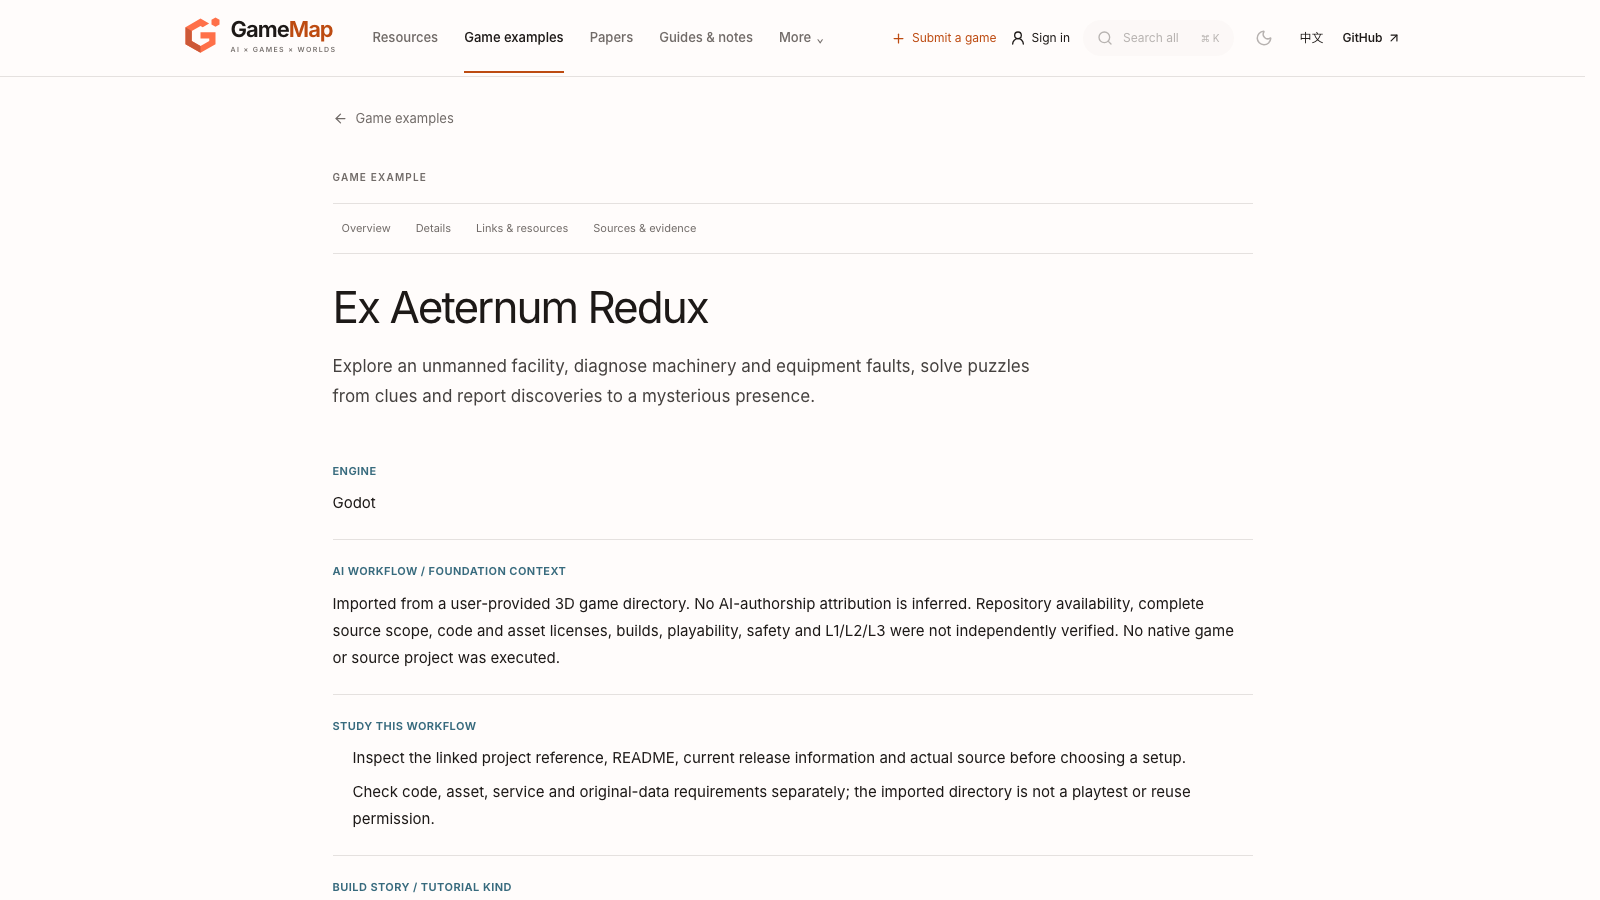 GameMap
AI × GAMES × WORLDS
Resources
Game examples
Papers
Guides & notes
More
Submit a game
Sign in
Search all
⌘ K
中文
GitHub
Game examples
GAME EXAMPLE
Overview
Details
Links & resources
Sources & evidence
Ex Aeternum Redux
Explore an unmanned facility, diagnose machinery and equipment faults, solve puzzles
from clues and report discoveries to a mysterious presence.
ENGINE
Godot
AI WORKFLOW / FOUNDATION CONTEXT
Imported from a user-provided 3D game directory. No AI-authorship attribution is inferred. Repository availability, complete
source scope, code and asset licenses, builds, playability, safety and L1/L2/L3 were not independently verified. No native game
or source project was executed.
STUDY THIS WORKFLOW
Inspect the linked project reference, README, current release information and actual source before choosing a setup.
Check code, asset, service and original-data requirements separately; the imported directory is not a playtest or reuse
permission.
BUILD STORY / TUTORIAL KIND